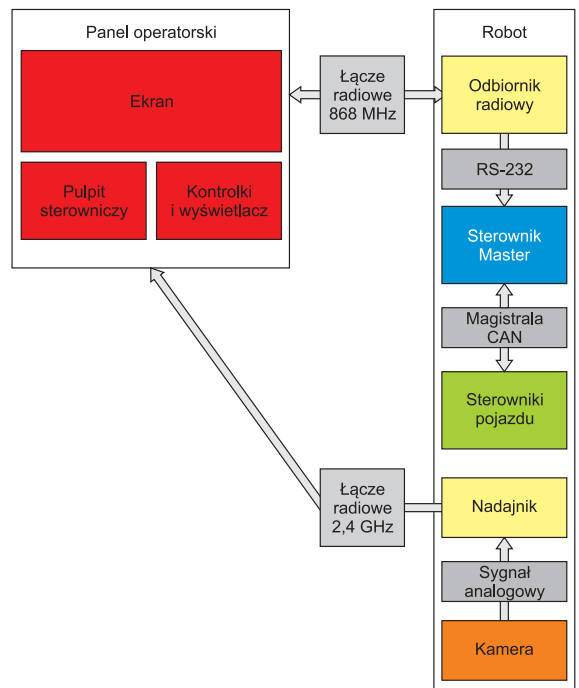 Panel operatorski
Ekran
Pulpit
sterowniczy
Kontrolki
i wyświetlacz
Łącze
radiowe
868 MHz
Robot
Odbiornik
radiowy
RS-232
Sterownik
Master
Magistrala
CAN
Sterowniki
pojazdu
Łącze
radiowe
2,4 GHz
Nadajnik
Sygnał
analogowy
Kamera